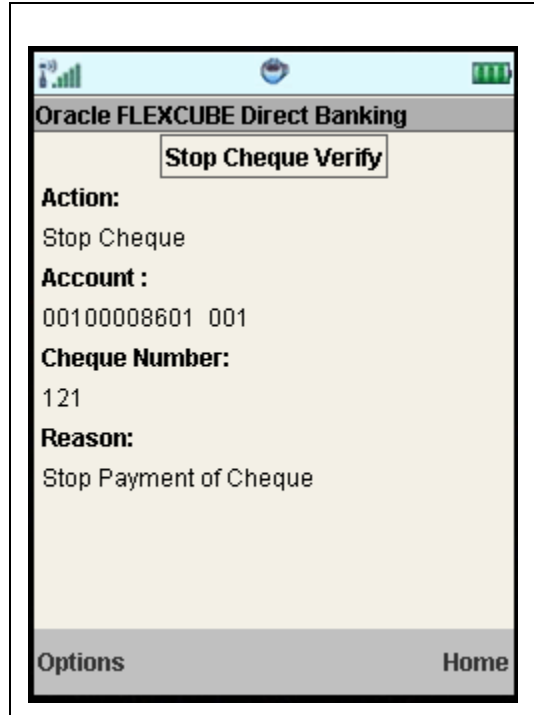 Oracle FLEXCUBE Direct Banking
Stop Cheque Verify
Action:
Stop Cheque
Account :
00100008601 001
Cheque Number:
121
Reason:
Stop Payment of Cheque
Options
Home